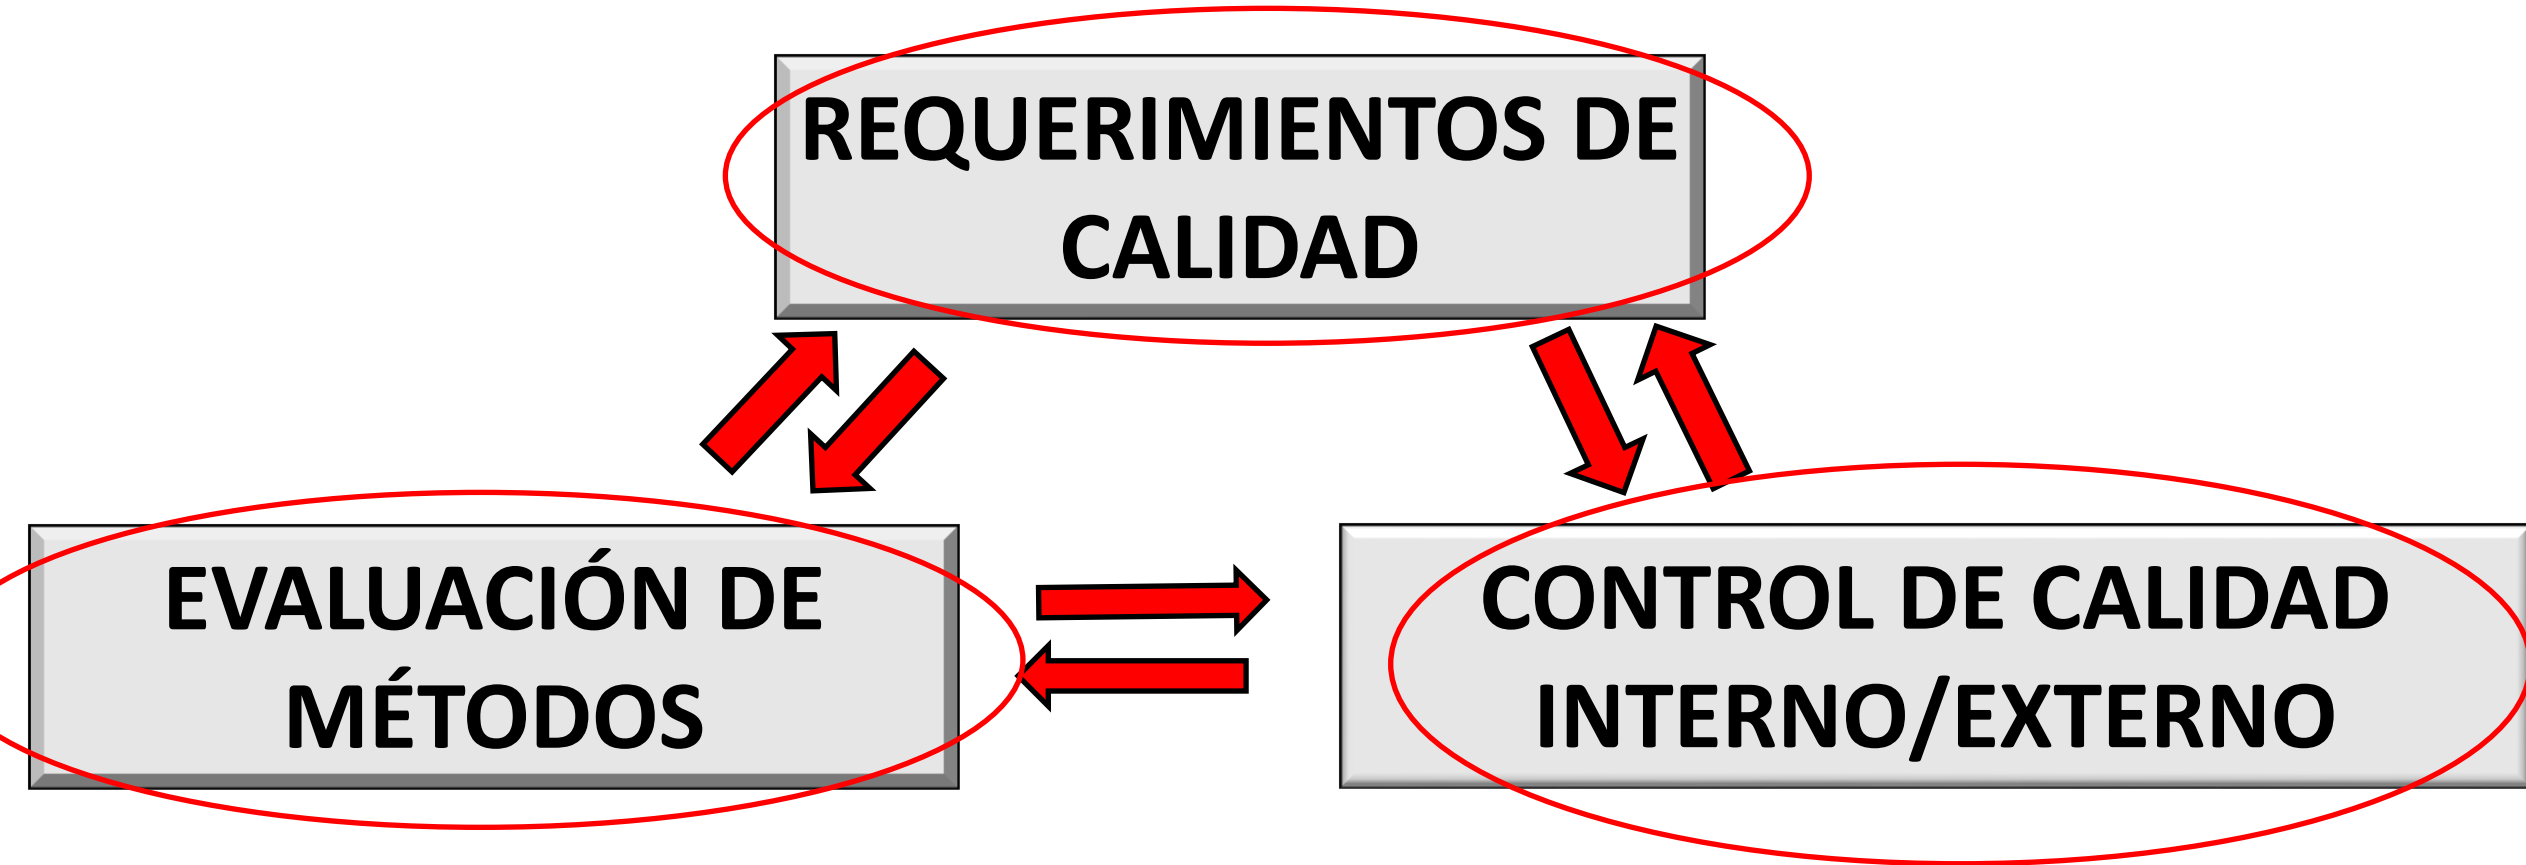 REQUERIMIENTOS DE
CALIDAD
EVALUACIÓN DE
MÉTODOS
CONTROL DE CALIDAD
INTERNO/EXTERNO